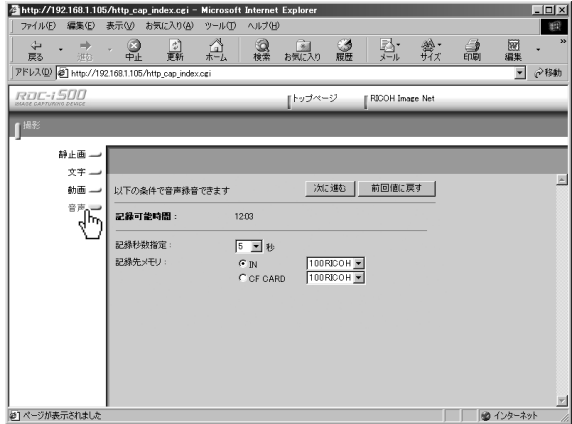 http://192.168.1.105/http_cap_index.cgi - Microsoft Internet Explorer
ファイル(F) 編集(E) 表示(V) お気に入り(A) ツール(T) ヘルプ(H)
戻る 進む 中止 更新 ホーム 検索 お気に入り 履歴 メール サイズ 印刷 編集
アドレス(D) http://192.168.1.105/http_cap_index.cgi 移動
RDC-i500
IMAGE CAPTURING DEVICE
トップページ RICOH Image Net
撮影
静止画
文字
動画
音声
以下の条件で音声録音できます 次に進む 前回値に戻す
記録可能時間 : 12:03
記録秒数指定 : 5 秒
記録先メモリ : IN 100RICOH
CF CARD 100RICOH
ページが表示されました インターネット